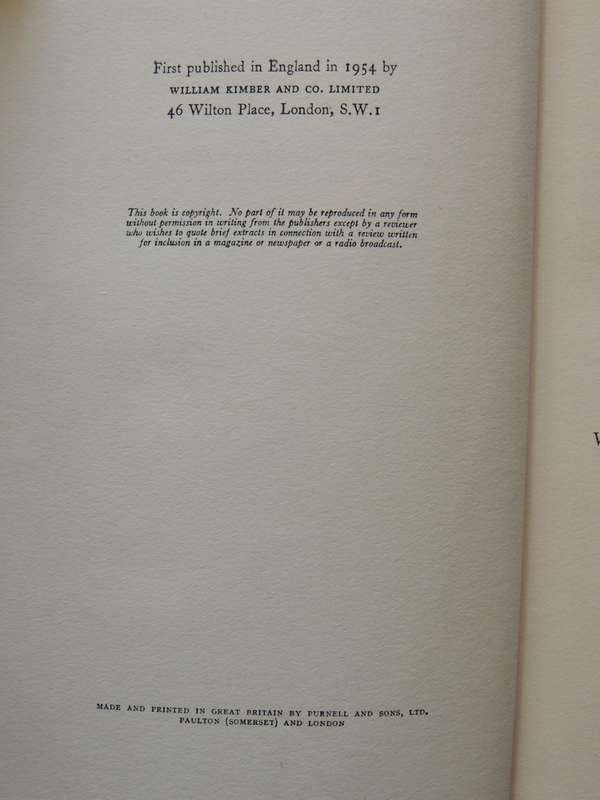 First published in England in 1954 by
WILLIAM KIMBER AND CO. LIMITED
46 Wilton Place, London, S.W.1
This book is copyright. No part of it may be reproduced in any form
without permission in writing from the publishers except by a reviewer
who wishes to quote brief extracts in connection with a review written
for inclusion in a magazine or newspaper or a radio broadcast.
MADE AND PRINTED IN GREAT BRITAIN BY PURNELL AND SONS, LTD.
PAULTON (SOMERSET) AND LONDON